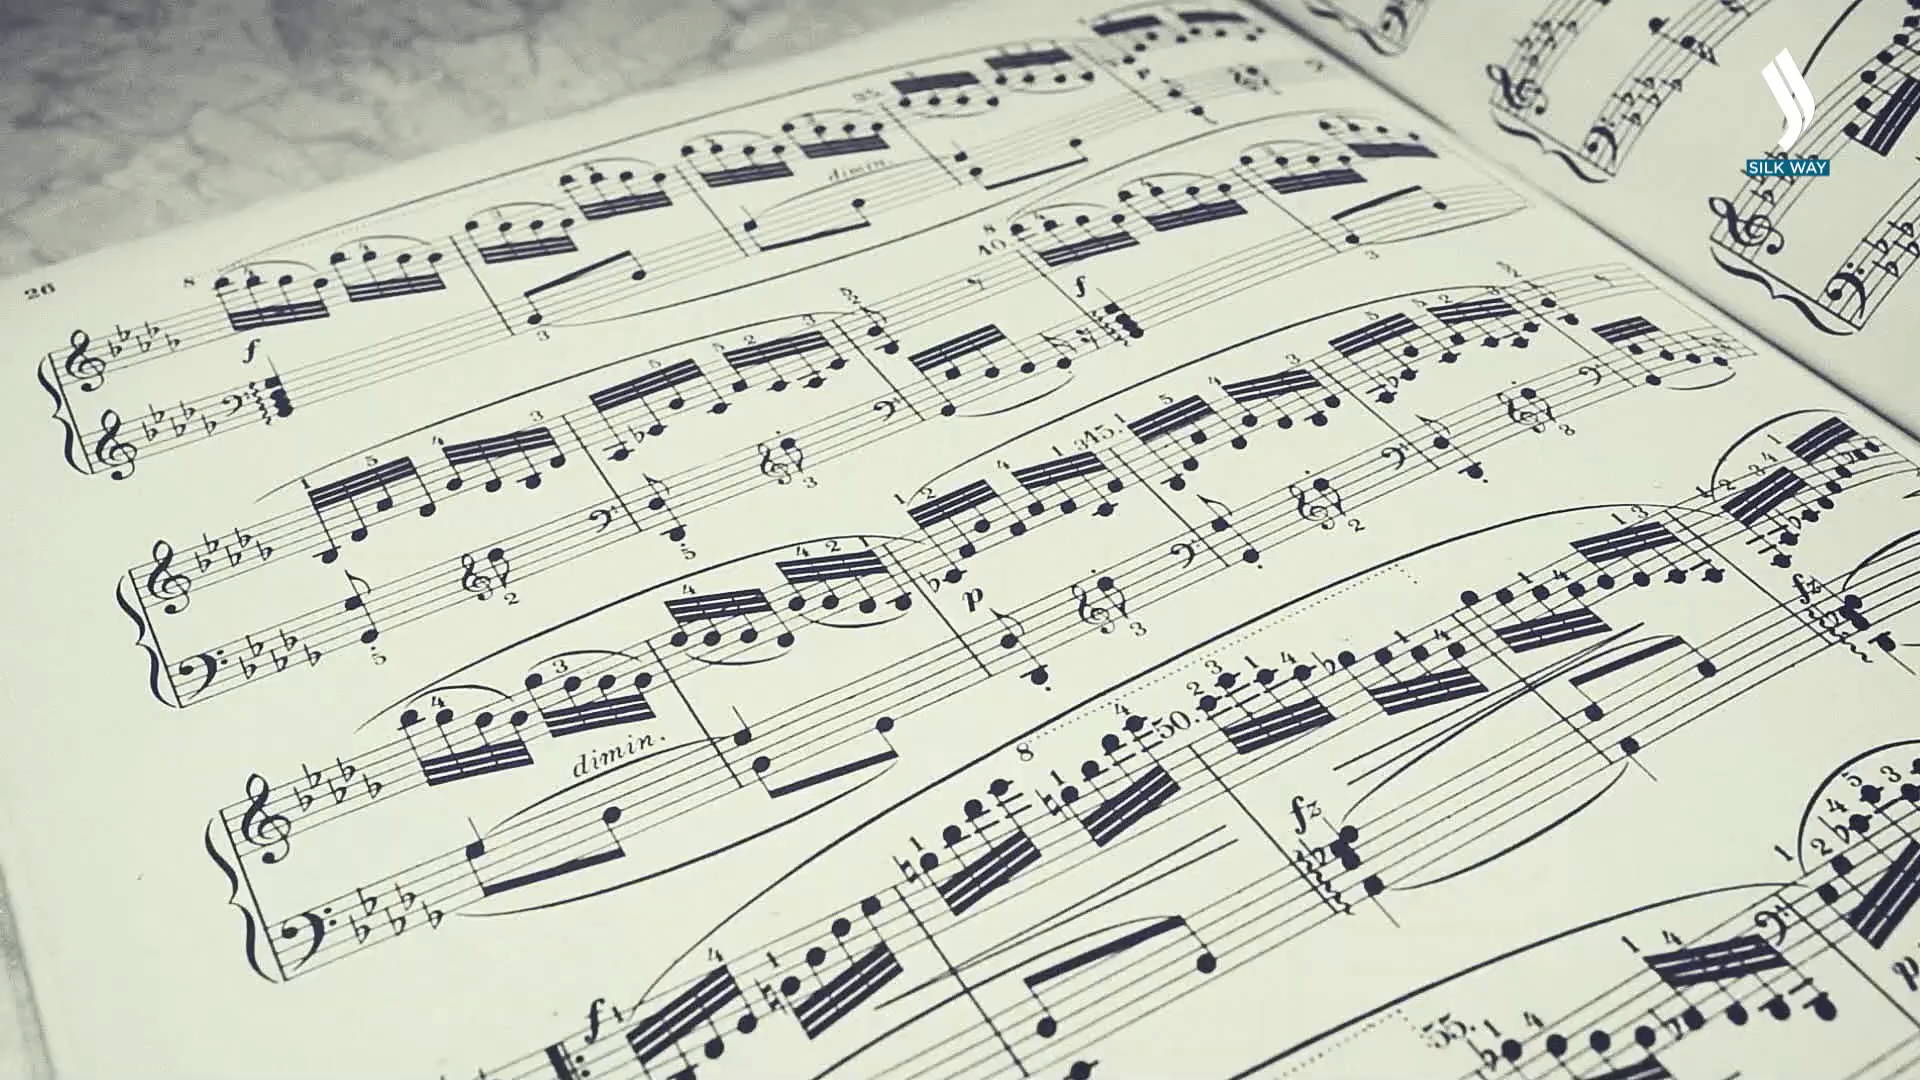 SILK WAY
26
35.
dimin.
f
40.
f
45.
p
dimin.
8
50.
fz
fz
f
55.
p